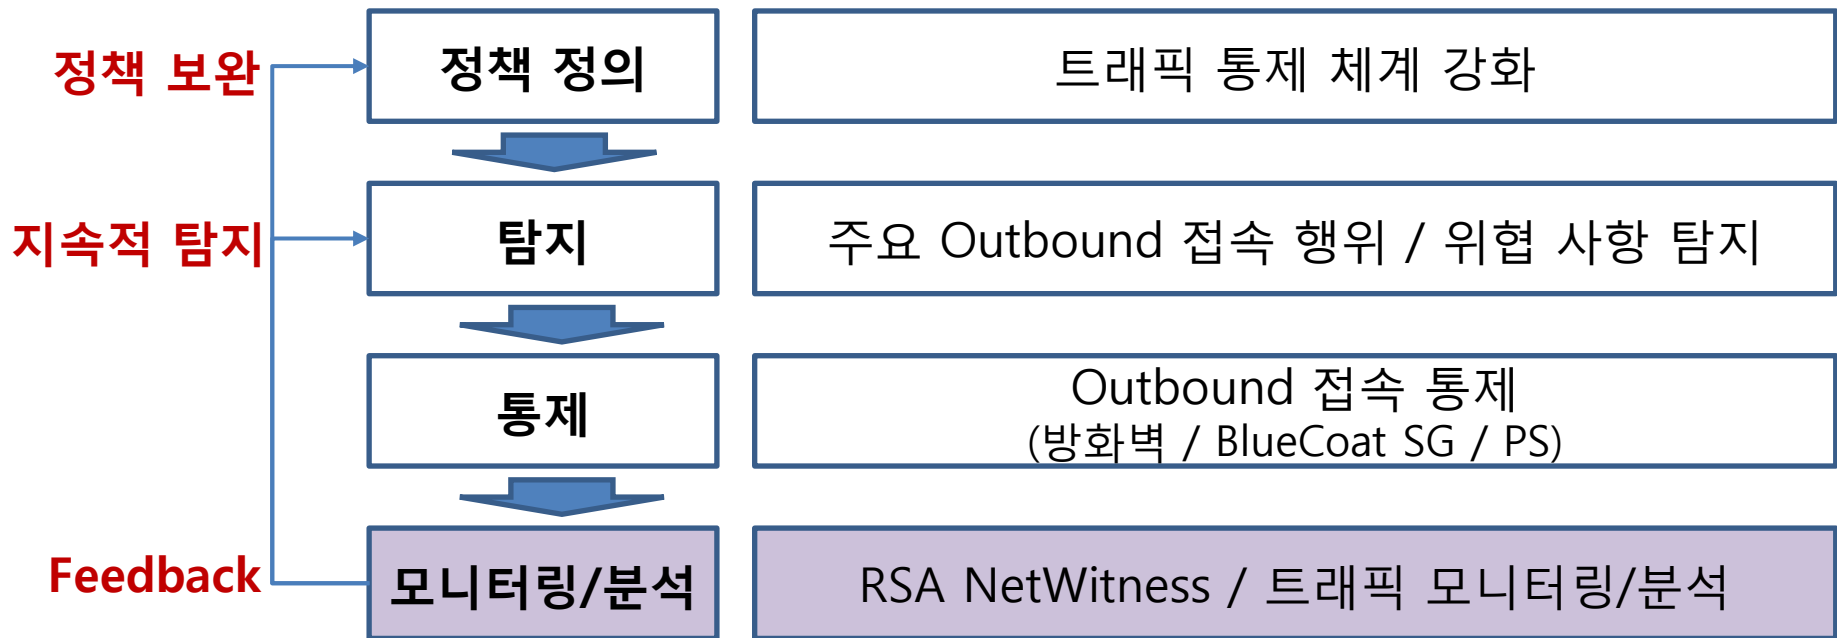 정책 보완
정책 정의
트래픽 통제 체계 강화
지속적 탐지
탐지
주요 Outbound 접속 행위 / 위협 사항 탐지
통제
Outbound 접속 통제
(방화벽 / BlueCoat SG / PS)
Feedback
모니터링/분석
RSA NetWitness / 트래픽 모니터링/분석